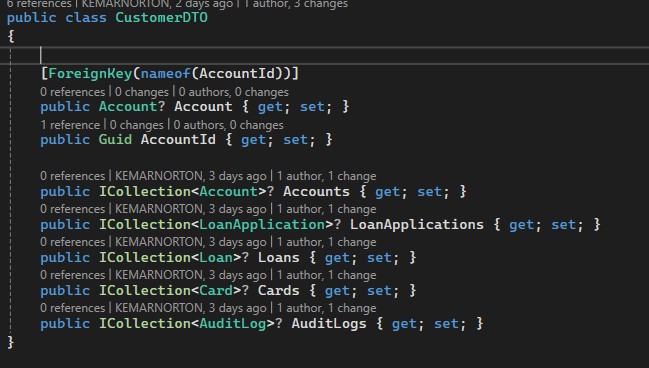 6 references | KEMARNORTON, 2 days ago | 1 author, 3 changes
public class CustomerDTO
{
[ForeignKey(nameof(AccountId))]
0 references | 0 changes | 0 authors, 0 changes
public Account? Account { get; set; }
1 reference | 0 changes | 0 authors, 0 changes
public Guid AccountId { get; set; }
0 references | KEMARNORTON, 3 days ago | 1 author, 1 change
public ICollection<Account>? Accounts { get; set; }
0 references | KEMARNORTON, 3 days ago | 1 author, 1 change
public ICollection<LoanApplication>? LoanApplications { get; set; }
0 references | KEMARNORTON, 3 days ago | 1 author, 1 change
public ICollection<Loan>? Loans { get; set; }
0 references | KEMARNORTON, 3 days ago | 1 author, 1 change
public ICollection<Card>? Cards { get; set; }
0 references | KEMARNORTON, 3 days ago | 1 author, 1 change
public ICollection<AuditLog>? AuditLogs { get; set; }
}